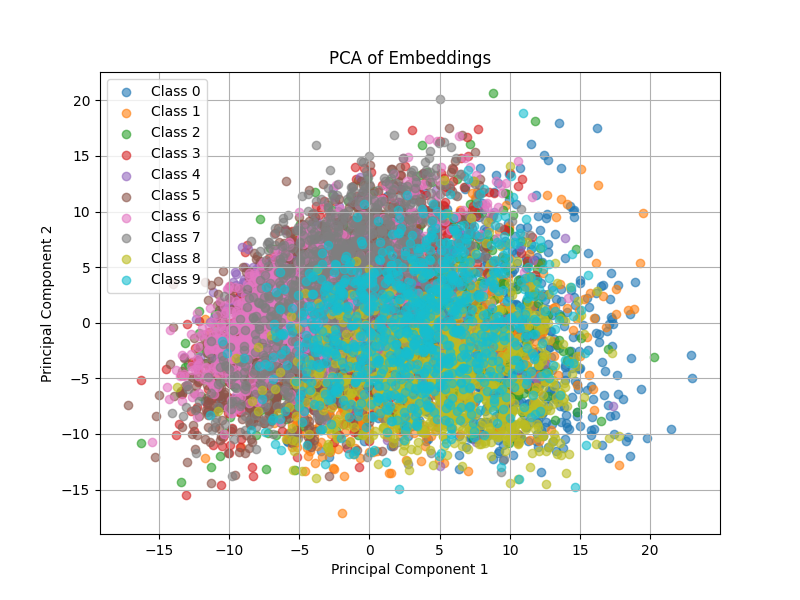 PCA of Embeddings
Class 0
Class 1
Class 2
Class 3
Class 4
Class 5
Class 6
Class 7
Class 8
Class 9
20
15
10
5
0
−5
−10
−15
Principal Component 2
−15 −10 −5 0 5 10 15 20
Principal Component 1